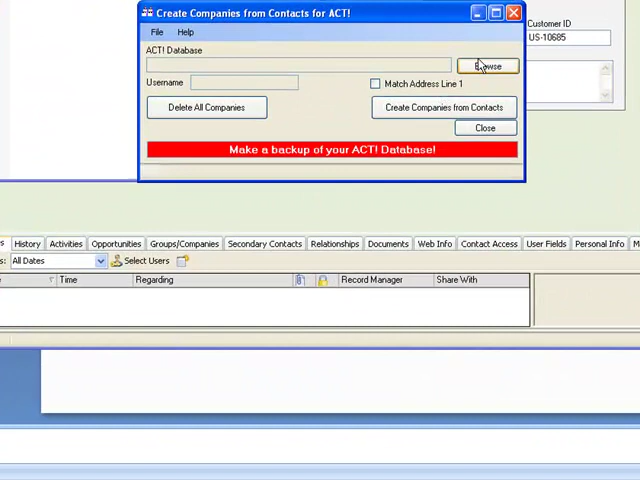 Create Companies from Contacts for ACT!
File Help
Customer ID
US-10685
ACT! Database
Browse
Username
Match Address Line 1
Delete All Companies
Create Companies from Contacts
Close
Make a backup of your ACT! Database!
History Activities Opportunities Groups/Companies Secondary Contacts Relationships Documents Web Info Contact Access User Fields Personal Info
All Dates Select Users
Time Regarding Record Manager Share With